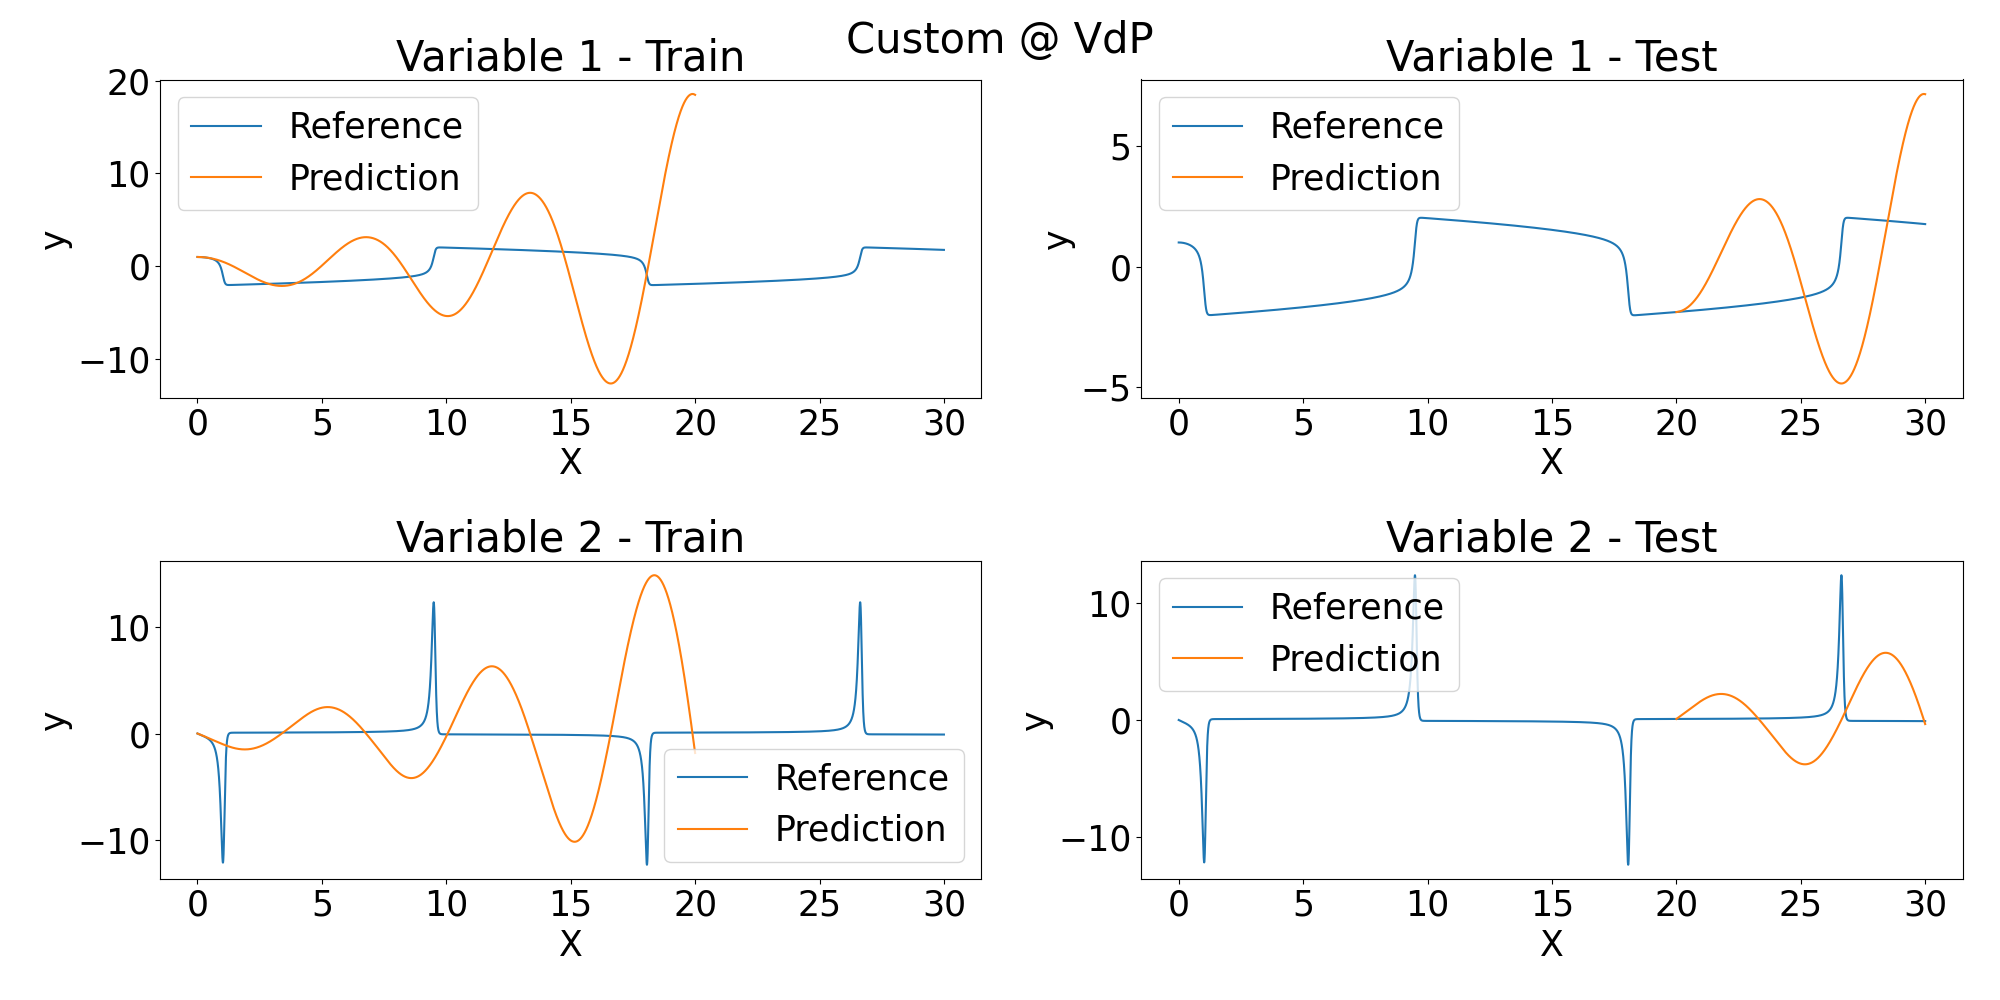 Custom @ VdP
Variable 1 - Train
20
10
0
−10
y
Reference
Prediction
0 5 10 15 20 25 30
X
Variable 1 - Test
5
0
−5
y
Reference
Prediction
0 5 10 15 20 25 30
X
Variable 2 - Train
10
0
−10
y
Reference
Prediction
0 5 10 15 20 25 30
X
Variable 2 - Test
10
0
−10
y
Reference
Prediction
0 5 10 15 20 25 30
X